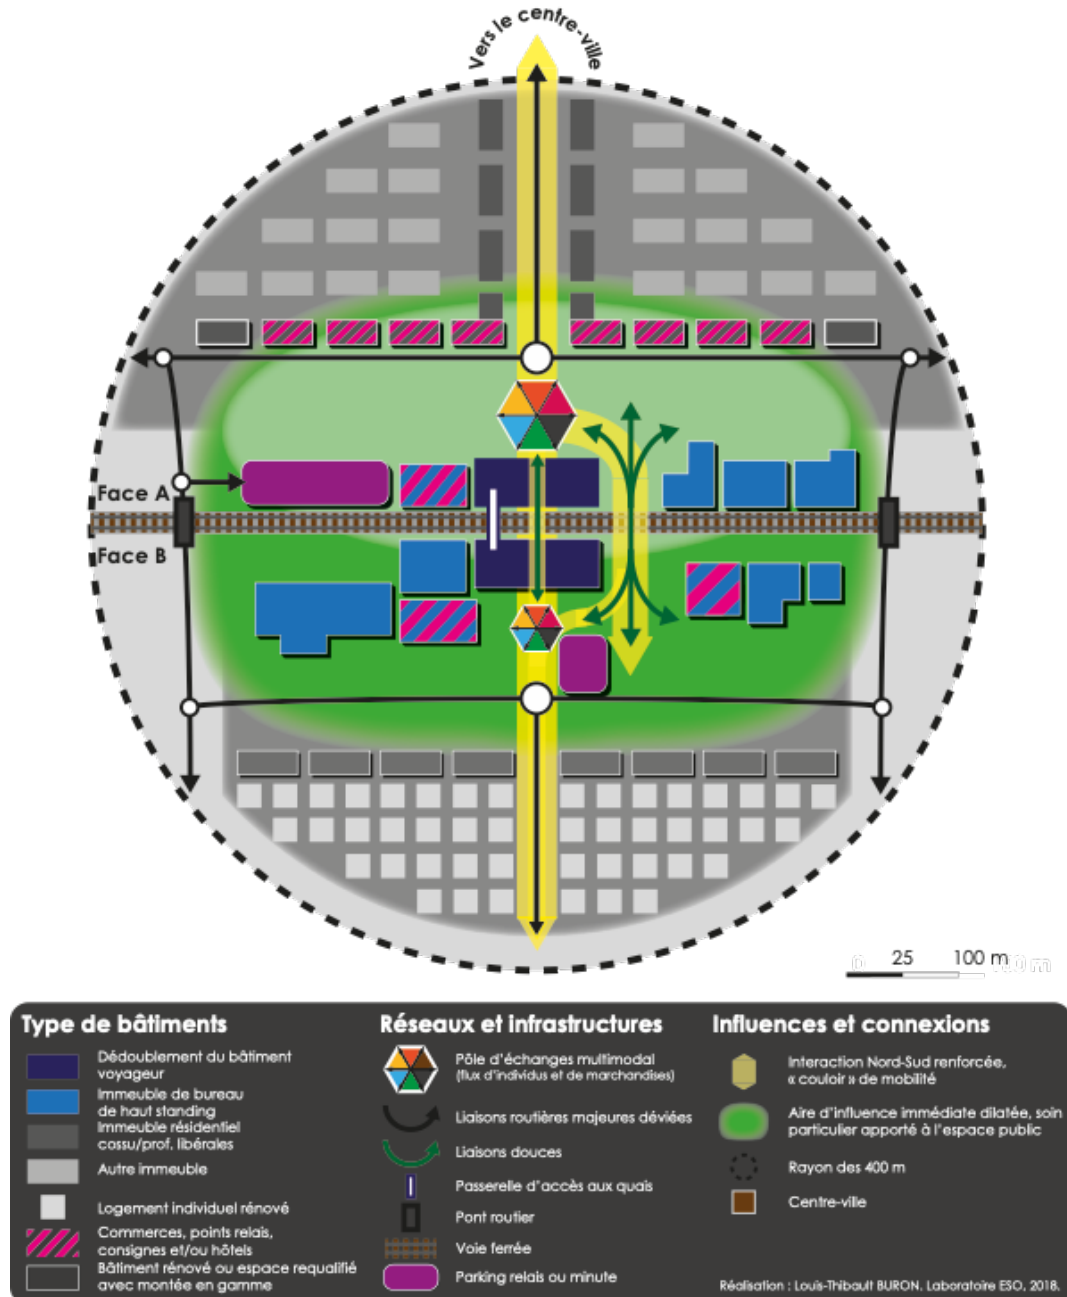 Vers le centre-ville
Face A
Face B
0 25 100 m
Type de bâtiments
Dédoublement du bâtiment
voyageur
Immeuble de bureau
de haut standing
Immeuble résidentiel
cossu/prof. libérales
Autre immeuble
Logement individuel rénové
Commerces, points relais,
consignes et/ou hôtels
Bâtiment rénové ou espace requalifié
avec montée en gamme
Réseaux et infrastructures
Pôle d'échanges multimodal
(flux d'individus et de marchandises)
Liaisons routières majeures déviées
Liaisons douces
Passerelle d'accès aux quais
Pont routier
Voie ferrée
Parking relais ou minute
Influences et connexions
Interaction Nord-Sud renforcée,
« couloir » de mobilité
Aire d'influence immédiate dilatée, soin
particulier apporté à l'espace public
Rayon des 400 m
Centre-ville
Réalisation : Louis-Thibault BURON. Laboratoire ESO, 2018.